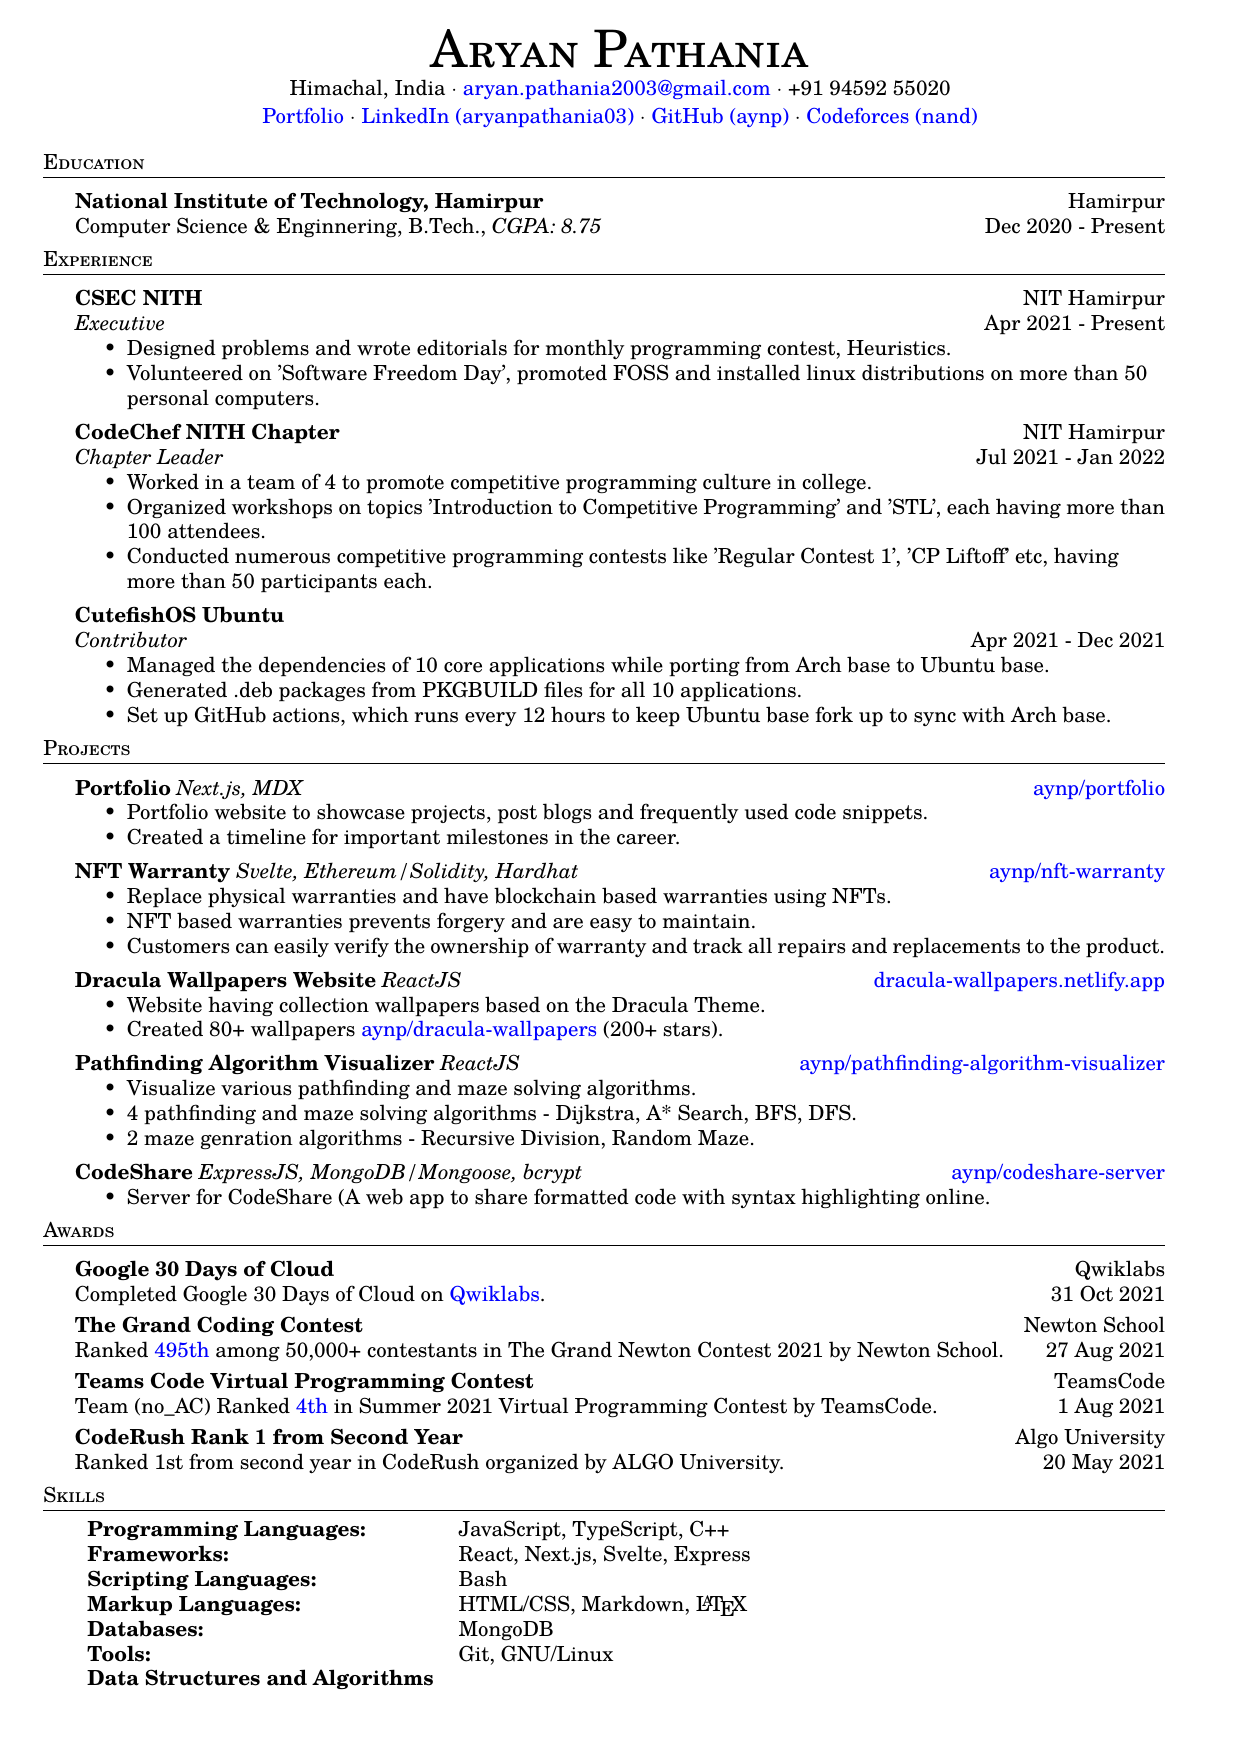 Aryan Pathania
Himachal, India · aryan.pathania2003@gmail.com · +91 94592 55020
Portfolio · LinkedIn (aryanpathania03) · GitHub (aynp) · Codeforces (nand)
Education
National Institute of Technology, Hamirpur Hamirpur
Computer Science & Enginnering, B.Tech., CGPA: 8.75 Dec 2020 - Present
Experience
CSEC NITH NIT Hamirpur
Executive Apr 2021 - Present
• Designed problems and wrote editorials for monthly programming contest, Heuristics.
• Volunteered on ’Software Freedom Day’, promoted FOSS and installed linux distributions on more than 50
personal computers.
CodeChef NITH Chapter NIT Hamirpur
Chapter Leader Jul 2021 - Jan 2022
• Worked in a team of 4 to promote competitive programming culture in college.
• Organized workshops on topics ’Introduction to Competitive Programming’ and ’STL’, each having more than
100 attendees.
• Conducted numerous competitive programming contests like ’Regular Contest 1’, ’CP Liftoff’ etc, having
more than 50 participants each.
CutefishOS Ubuntu
Contributor Apr 2021 - Dec 2021
• Managed the dependencies of 10 core applications while porting from Arch base to Ubuntu base.
• Generated .deb packages from PKGBUILD files for all 10 applications.
• Set up GitHub actions, which runs every 12 hours to keep Ubuntu base fork up to sync with Arch base.
Projects
Portfolio Next.js, MDX aynp/portfolio
• Portfolio website to showcase projects, post blogs and frequently used code snippets.
• Created a timeline for important milestones in the career.
NFT Warranty Svelte, Ethereum/Solidity, Hardhat aynp/nft-warranty
• Replace physical warranties and have blockchain based warranties using NFTs.
• NFT based warranties prevents forgery and are easy to maintain.
• Customers can easily verify the ownership of warranty and track all repairs and replacements to the product.
Dracula Wallpapers Website ReactJS dracula-wallpapers.netlify.app
• Website having collection wallpapers based on the Dracula Theme.
• Created 80+ wallpapers aynp/dracula-wallpapers (200+ stars).
Pathfinding Algorithm Visualizer ReactJS aynp/pathfinding-algorithm-visualizer
• Visualize various pathfinding and maze solving algorithms.
• 4 pathfinding and maze solving algorithms - Dijkstra, A* Search, BFS, DFS.
• 2 maze genration algorithms - Recursive Division, Random Maze.
CodeShare ExpressJS, MongoDB/Mongoose, bcrypt aynp/codeshare-server
• Server for CodeShare (A web app to share formatted code with syntax highlighting online.
Awards
Google 30 Days of Cloud Qwiklabs
Completed Google 30 Days of Cloud on Qwiklabs. 31 Oct 2021
The Grand Coding Contest Newton School
Ranked 495th among 50,000+ contestants in The Grand Newton Contest 2021 by Newton School. 27 Aug 2021
Teams Code Virtual Programming Contest TeamsCode
Team (no_AC) Ranked 4th in Summer 2021 Virtual Programming Contest by TeamsCode. 1 Aug 2021
CodeRush Rank 1 from Second Year Algo University
Ranked 1st from second year in CodeRush organized by ALGO University. 20 May 2021
Skills
Programming Languages: JavaScript, TypeScript, C++
Frameworks: React, Next.js, Svelte, Express
Scripting Languages: Bash
Markup Languages: HTML/CSS, Markdown, LATEX
Databases: MongoDB
Tools: Git, GNU/Linux
Data Structures and Algorithms